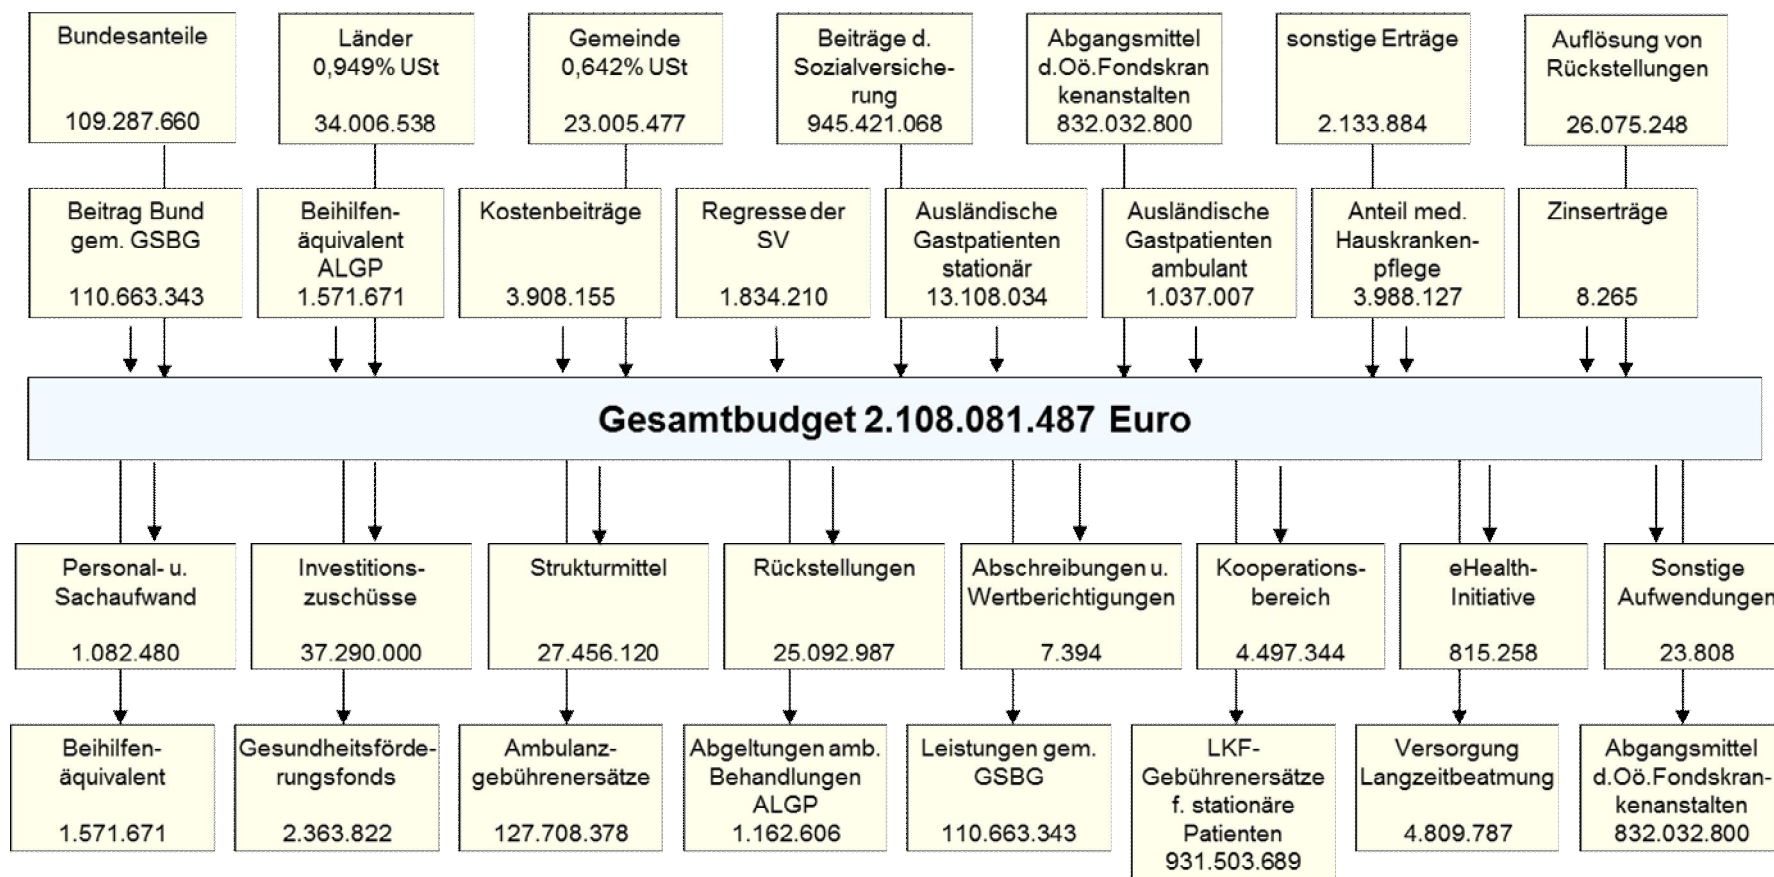 Bundesanteile
109.287.660
Länder
0,949% USt
34.006.538
Gemeinde
0,642% USt
23.005.477
Beiträge d.
Sozialversiche-
rung
945.421.068
Abgangsmittel
d.Oö.Fondskran
kenanstalten
832.032.800
sonstige Erträge
2.133.884
Auflösung von
Rückstellungen
26.075.248
Beitrag Bund
gem. GSBG
110.663.343
Beihilfen-
äquivalent
ALGP
1.571.671
Kostenbeiträge
3.908.155
Regresse der
SV
1.834.210
Ausländische
Gastpatienten
stationär
13.108.034
Ausländische
Gastpatienten
ambulant
1.037.007
Anteil med.
Hauskranken-
pflege
3.988.127
Zinserträge
8.265
Gesamtbudget 2.108.081.487 Euro
Personal- u.
Sachaufwand
1.082.480
Investitions-
zuschüsse
37.290.000
Strukturmittel
27.456.120
Rückstellungen
25.092.987
Abschreibungen u.
Wertberichtigungen
7.394
Kooperations-
bereich
4.497.344
eHealth-
Initiative
815.258
Sonstige
Aufwendungen
23.808
Beihilfen-
äquivalent
1.571.671
Gesundheitsförde-
rungsfonds
2.363.822
Ambulanz-
gebührenersätze
127.708.378
Abgeltungen amb.
Behandlungen
ALGP
1.162.606
Leistungen gem.
GSBG
110.663.343
LKF-
Gebührenersätze
f. stationäre
Patienten
931.503.689
Versorgung
Langzeitbeatmung
4.809.787
Abgangsmittel
d.Oö.Fondskran-
kenanstalten
832.032.800